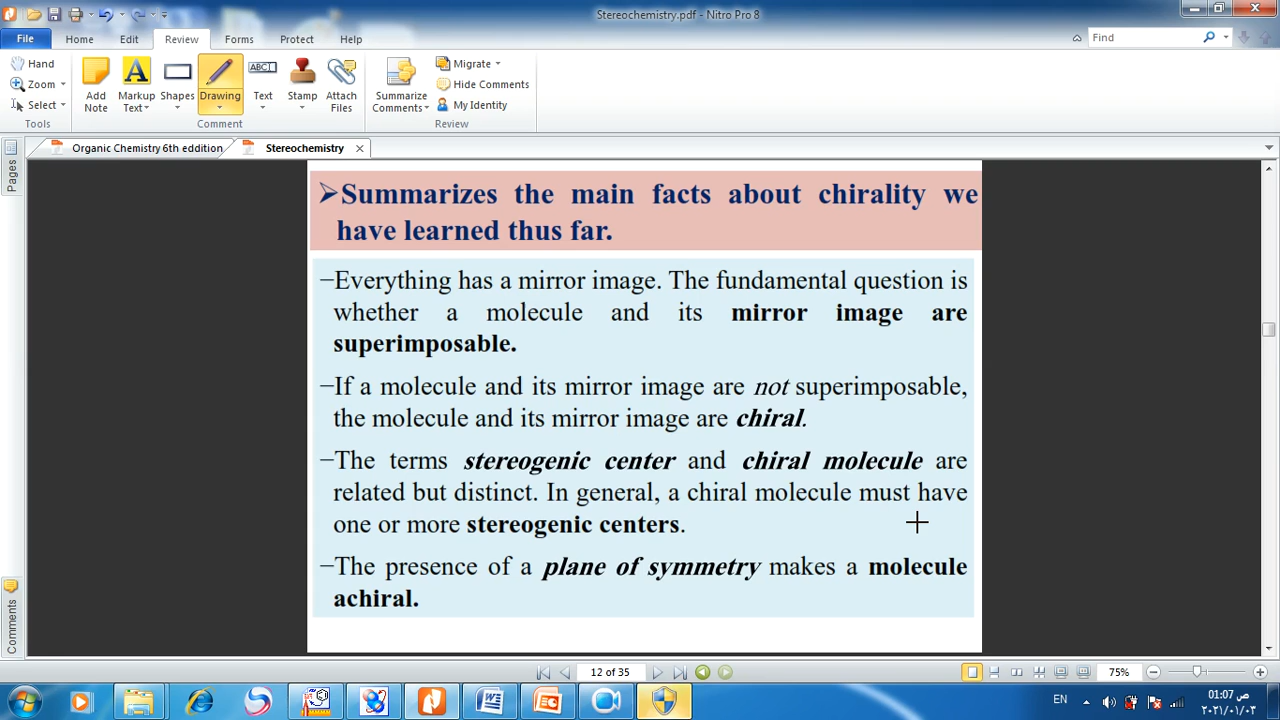 Stereochemistry.pdf - Nitro Pro 8
File Home Edit Review Forms Protect Help
Find
Hand
Zoom
Select
Tools
Add Note
Markup Text
Shapes
Drawing
Text
Stamp
Attach Files
Comment
Summarize Comments
Migrate
Hide Comments
My Identity
Review
Organic Chemistry 6th eddition
Stereochemistry
Pages
➢Summarizes the main facts about chirality we
have learned thus far.
–Everything has a mirror image. The fundamental question is
whether a molecule and its mirror image are
superimposable.
–If a molecule and its mirror image are not superimposable,
the molecule and its mirror image are chiral.
–The terms stereogenic center and chiral molecule are
related but distinct. In general, a chiral molecule must have
one or more stereogenic centers.
–The presence of a plane of symmetry makes a molecule
achiral.
Comments
12 of 35
75%
EN
01:07 ص
٢٠٢١/٠١/٠٣